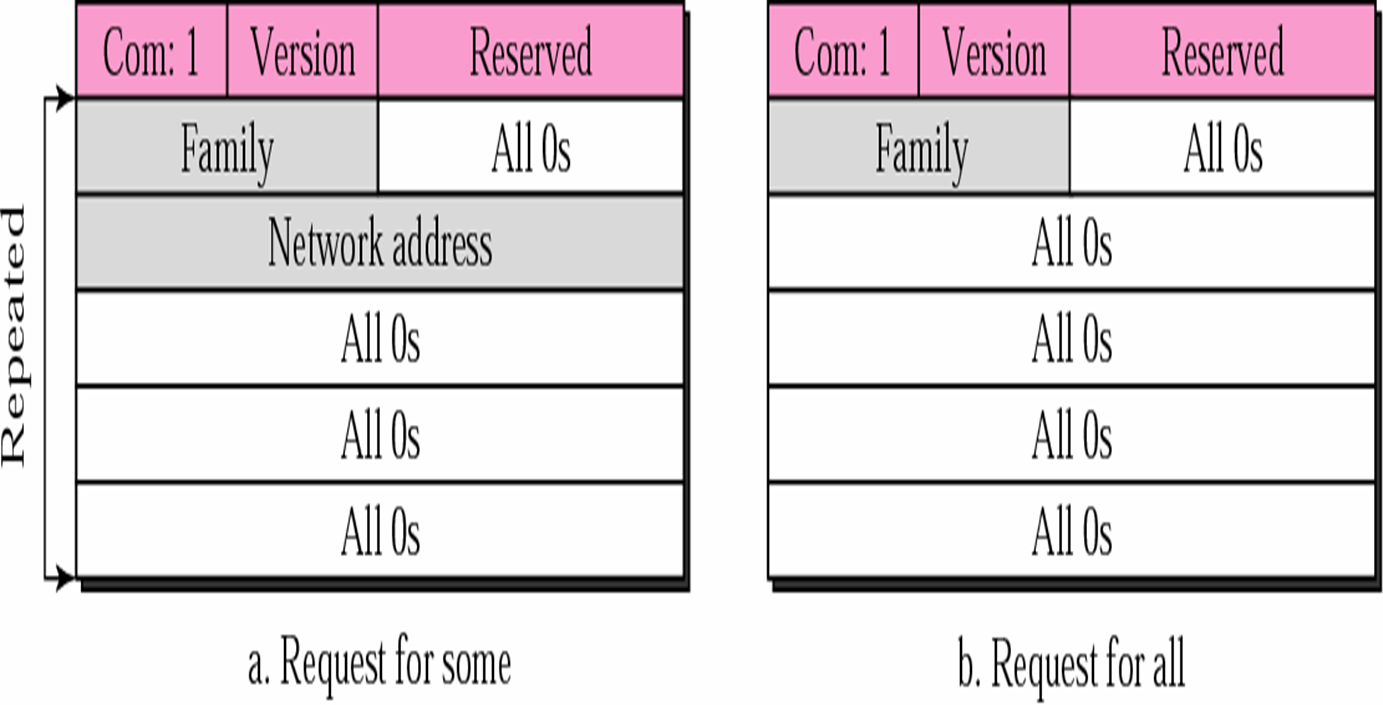 Com: 1 Version Reserved
Family All 0s
Network address
All 0s
All 0s
All 0s
Repeated
a. Request for some
Com: 1 Version Reserved
Family All 0s
All 0s
All 0s
All 0s
All 0s
b. Request for all